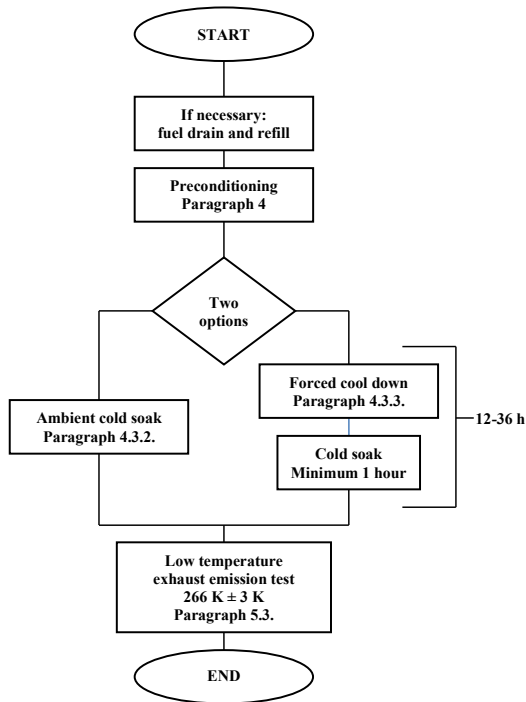 START
If necessary:
fuel drain and refill
Preconditioning
Paragraph 4
Two
options
Ambient cold soak
Paragraph 4.3.2.
Forced cool down
Paragraph 4.3.3.
Cold soak
Minimum 1 hour
12-36 h
Low temperature
exhaust emission test
266 K ± 3 K
Paragraph 5.3.
END